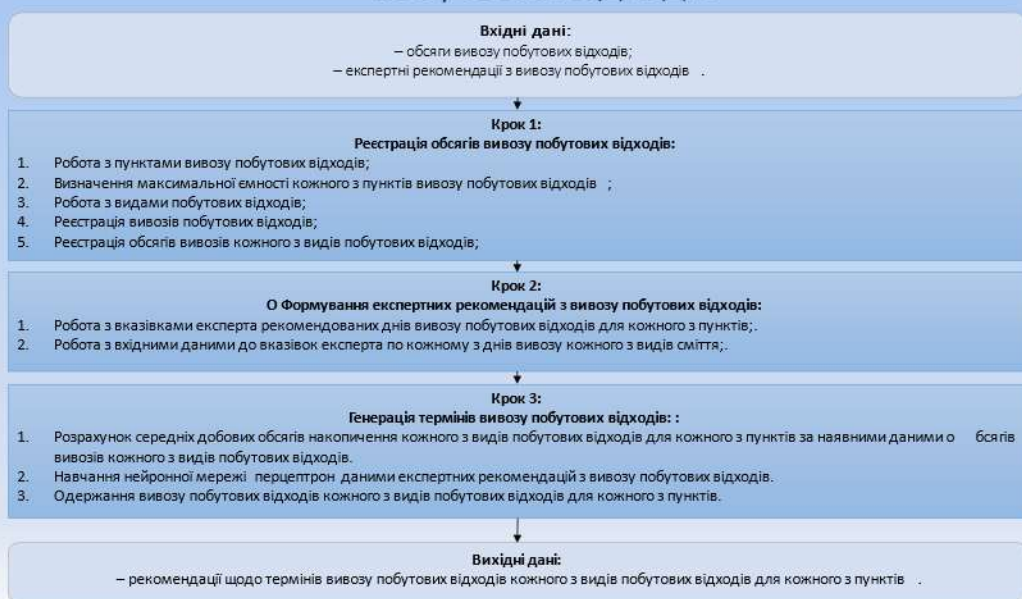 Вхідні дані:
– обсяги вивозу побутових відходів;
– експертні рекомендації з вивозу побутових відходів .
Крок 1:
Реєстрація обсягів вивозу побутових відходів:
1. Робота з пунктами вивозу побутових відходів;
2. Визначення максимальної ємності кожного з пунктів вивозу побутових відходів ;
3. Робота з видами побутових відходів;
4. Реєстрація вивозів побутових відходів;
5. Реєстрація обсягів вивозів кожного з видів побутових відходів;
Крок 2:
О Формування експертних рекомендацій з вивозу побутових відходів:
1. Робота з вказівками експерта рекомендованих днів вивозу побутових відходів для кожного з пунктів;.
2. Робота з вхідними даними до вказівок експерта по кожному з днів вивозу кожного з видів сміття;.
Крок 3:
Генерація термінів вивозу побутових відходів: :
1. Розрахунок середніх добових обсягів накопичення кожного з видів побутових відходів для кожного з пунктів за наявними даними о бсягів
вивозів кожного з видів побутових відходів.
2. Навчання нейронної мережі перцептрон даними експертних рекомендацій з вивозу побутових відходів.
3. Одержання вивозу побутових відходів кожного з видів побутових відходів для кожного з пунктів.
Вихідні дані:
– рекомендації щодо термінів вивозу побутових відходів кожного з видів побутових відходів для кожного з пунктів .